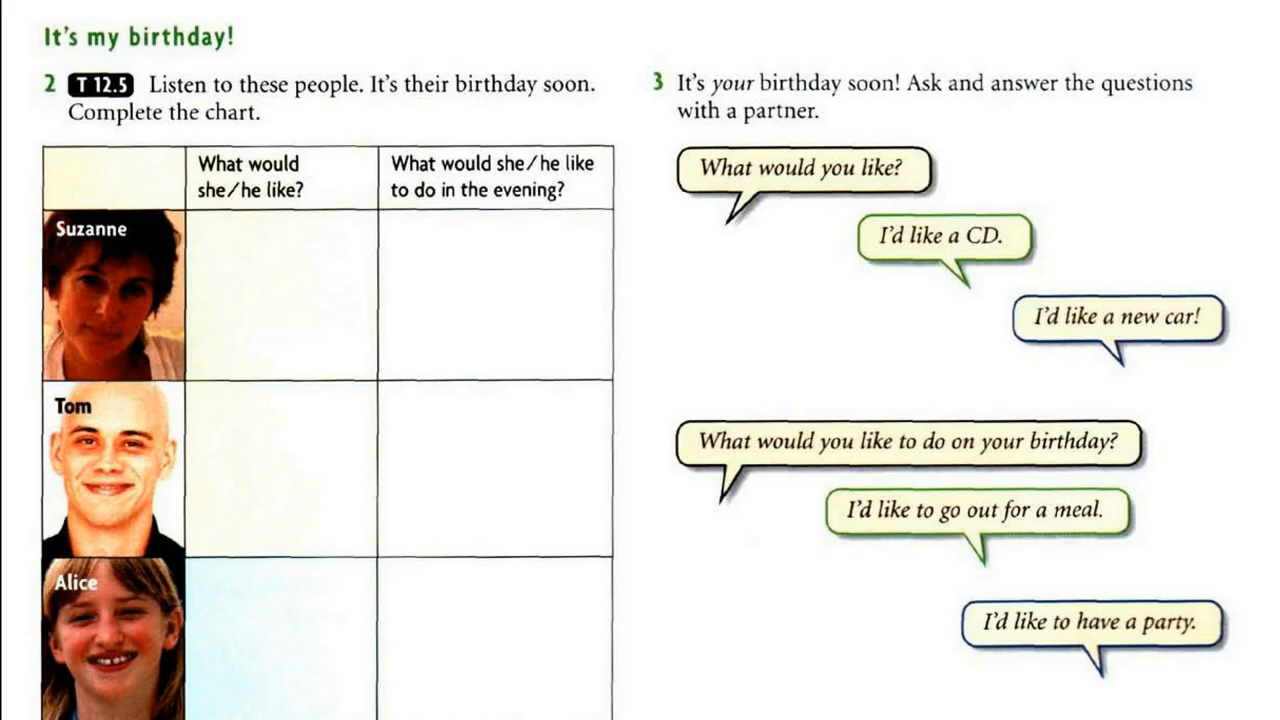 It's my birthday!
2 T 12.5 Listen to these people. It's their birthday soon.
Complete the chart.
What would
she/he like?
What would she/he like
to do in the evening?
Suzanne
Tom
Alice
3 It's your birthday soon! Ask and answer the questions
with a partner.
What would you like?
I'd like a CD.
I'd like a new car!
What would you like to do on your birthday?
I'd like to go out for a meal.
I'd like to have a party.